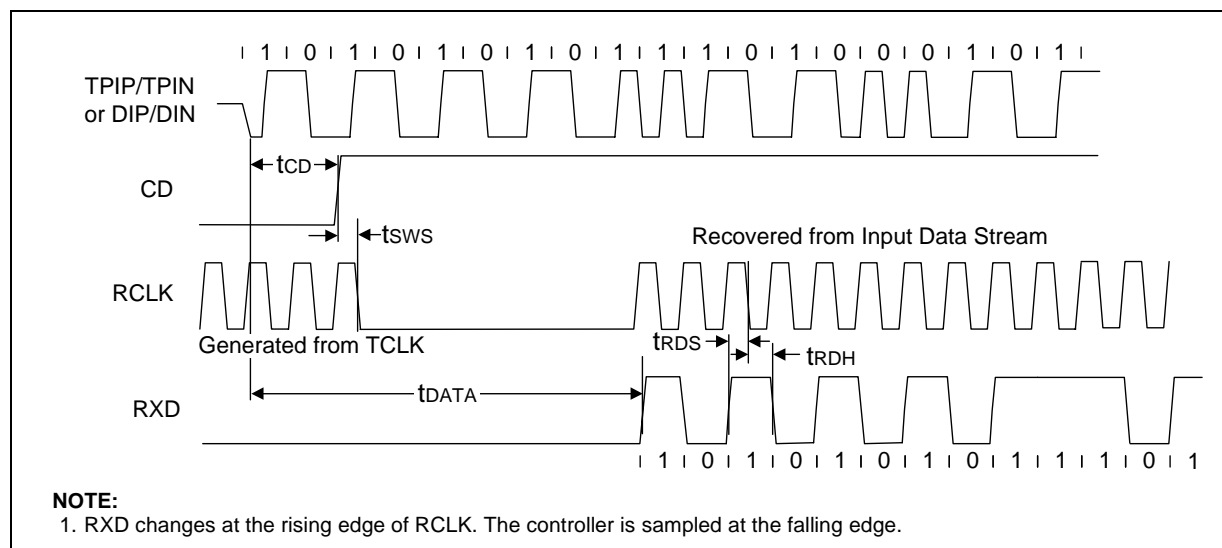 1 0 1 0 1 0 1 0 1 1 1 0 1 0 0 0 1 0 1
TPIP/TPIN
or DIP/DIN
tCD
CD
tSWS
Recovered from Input Data Stream
RCLK
Generated from TCLK
tRDS
tRDH
tDATA
RXD
1 0 1 0 1 0 1 0 1 1 1 0 1
NOTE:
1. RXD changes at the rising edge of RCLK. The controller is sampled at the falling edge.